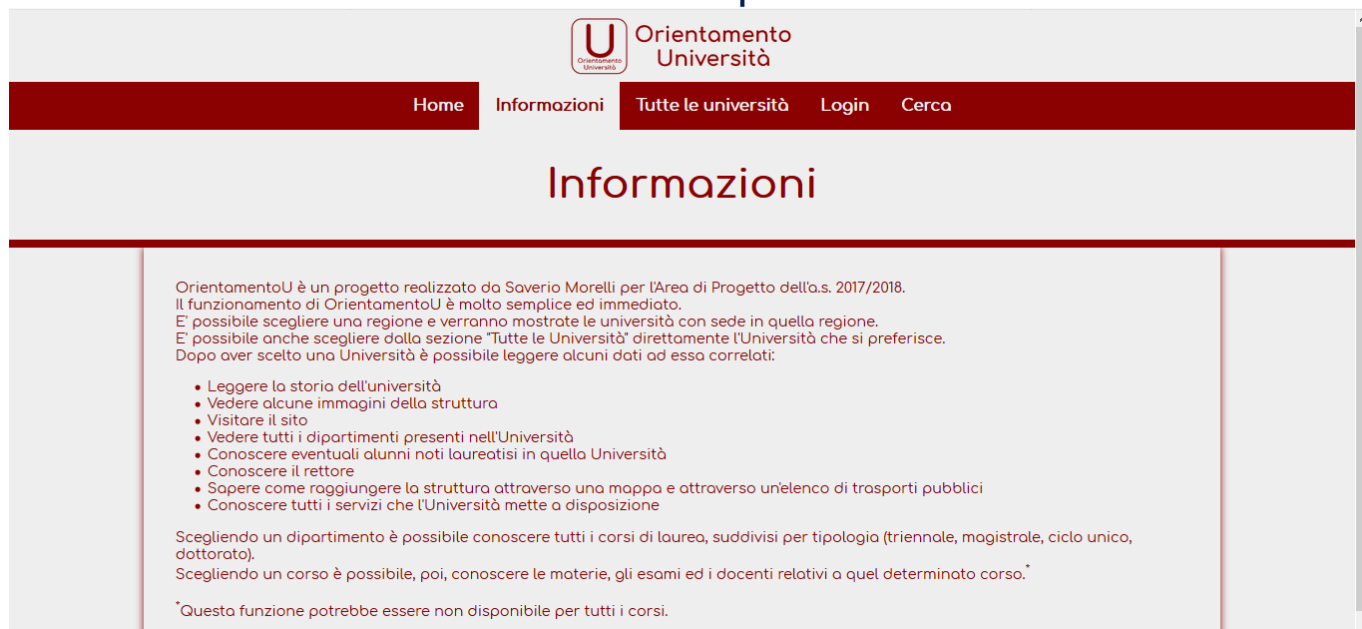 U
Orientamento
Università
Orientamento
Università
Home Informazioni Tutte le università Login Cerca
Informazioni
OrientamentoU è un progetto realizzato da Saverio Morelli per l'Area di Progetto dell'a.s. 2017/2018.
Il funzionamento di OrientamentoU è molto semplice ed immediato.
E' possibile scegliere una regione e verranno mostrate le università con sede in quella regione.
E' possibile anche scegliere dalla sezione "Tutte le Università" direttamente l'Università che si preferisce.
Dopo aver scelto una Università è possibile leggere alcuni dati ad essa correlati:
• Leggere la storia dell'università
• Vedere alcune immagini della struttura
• Visitare il sito
• Vedere tutti i dipartimenti presenti nell'Università
• Conoscere eventuali alunni noti laureatisi in quella Università
• Conoscere il rettore
• Sapere come raggiungere la struttura attraverso una mappa e attraverso un'elenco di trasporti pubblici
• Conoscere tutti i servizi che l'Università mette a disposizione
Scegliendo un dipartimento è possibile conoscere tutti i corsi di laurea, suddivisi per tipologia (triennale, magistrale, ciclo unico,
dottorato).
Scegliendo un corso è possibile, poi, conoscere le materie, gli esami ed i docenti relativi a quel determinato corso.*
*Questa funzione potrebbe essere non disponibile per tutti i corsi.